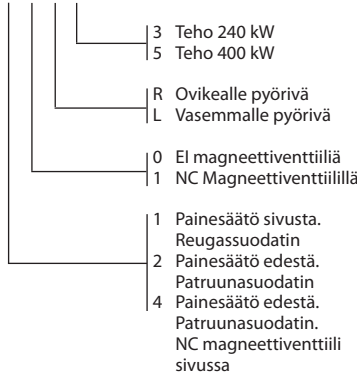 3 Teho 240 kW
5 Teho 400 kW
R Ovikealle pyörivä
L Vasemmalle pyörivä
0 EI magneettiventtiiliä
1 NC Magneettiventtiilillä
1 Painesäätö sivusta.
Reugassuodatin
2 Painesäätö edestä.
Patruunasuodatin
4 Painesäätö edestä.
Patruunasuodatin.
NC magneettiventtiili
sivussa